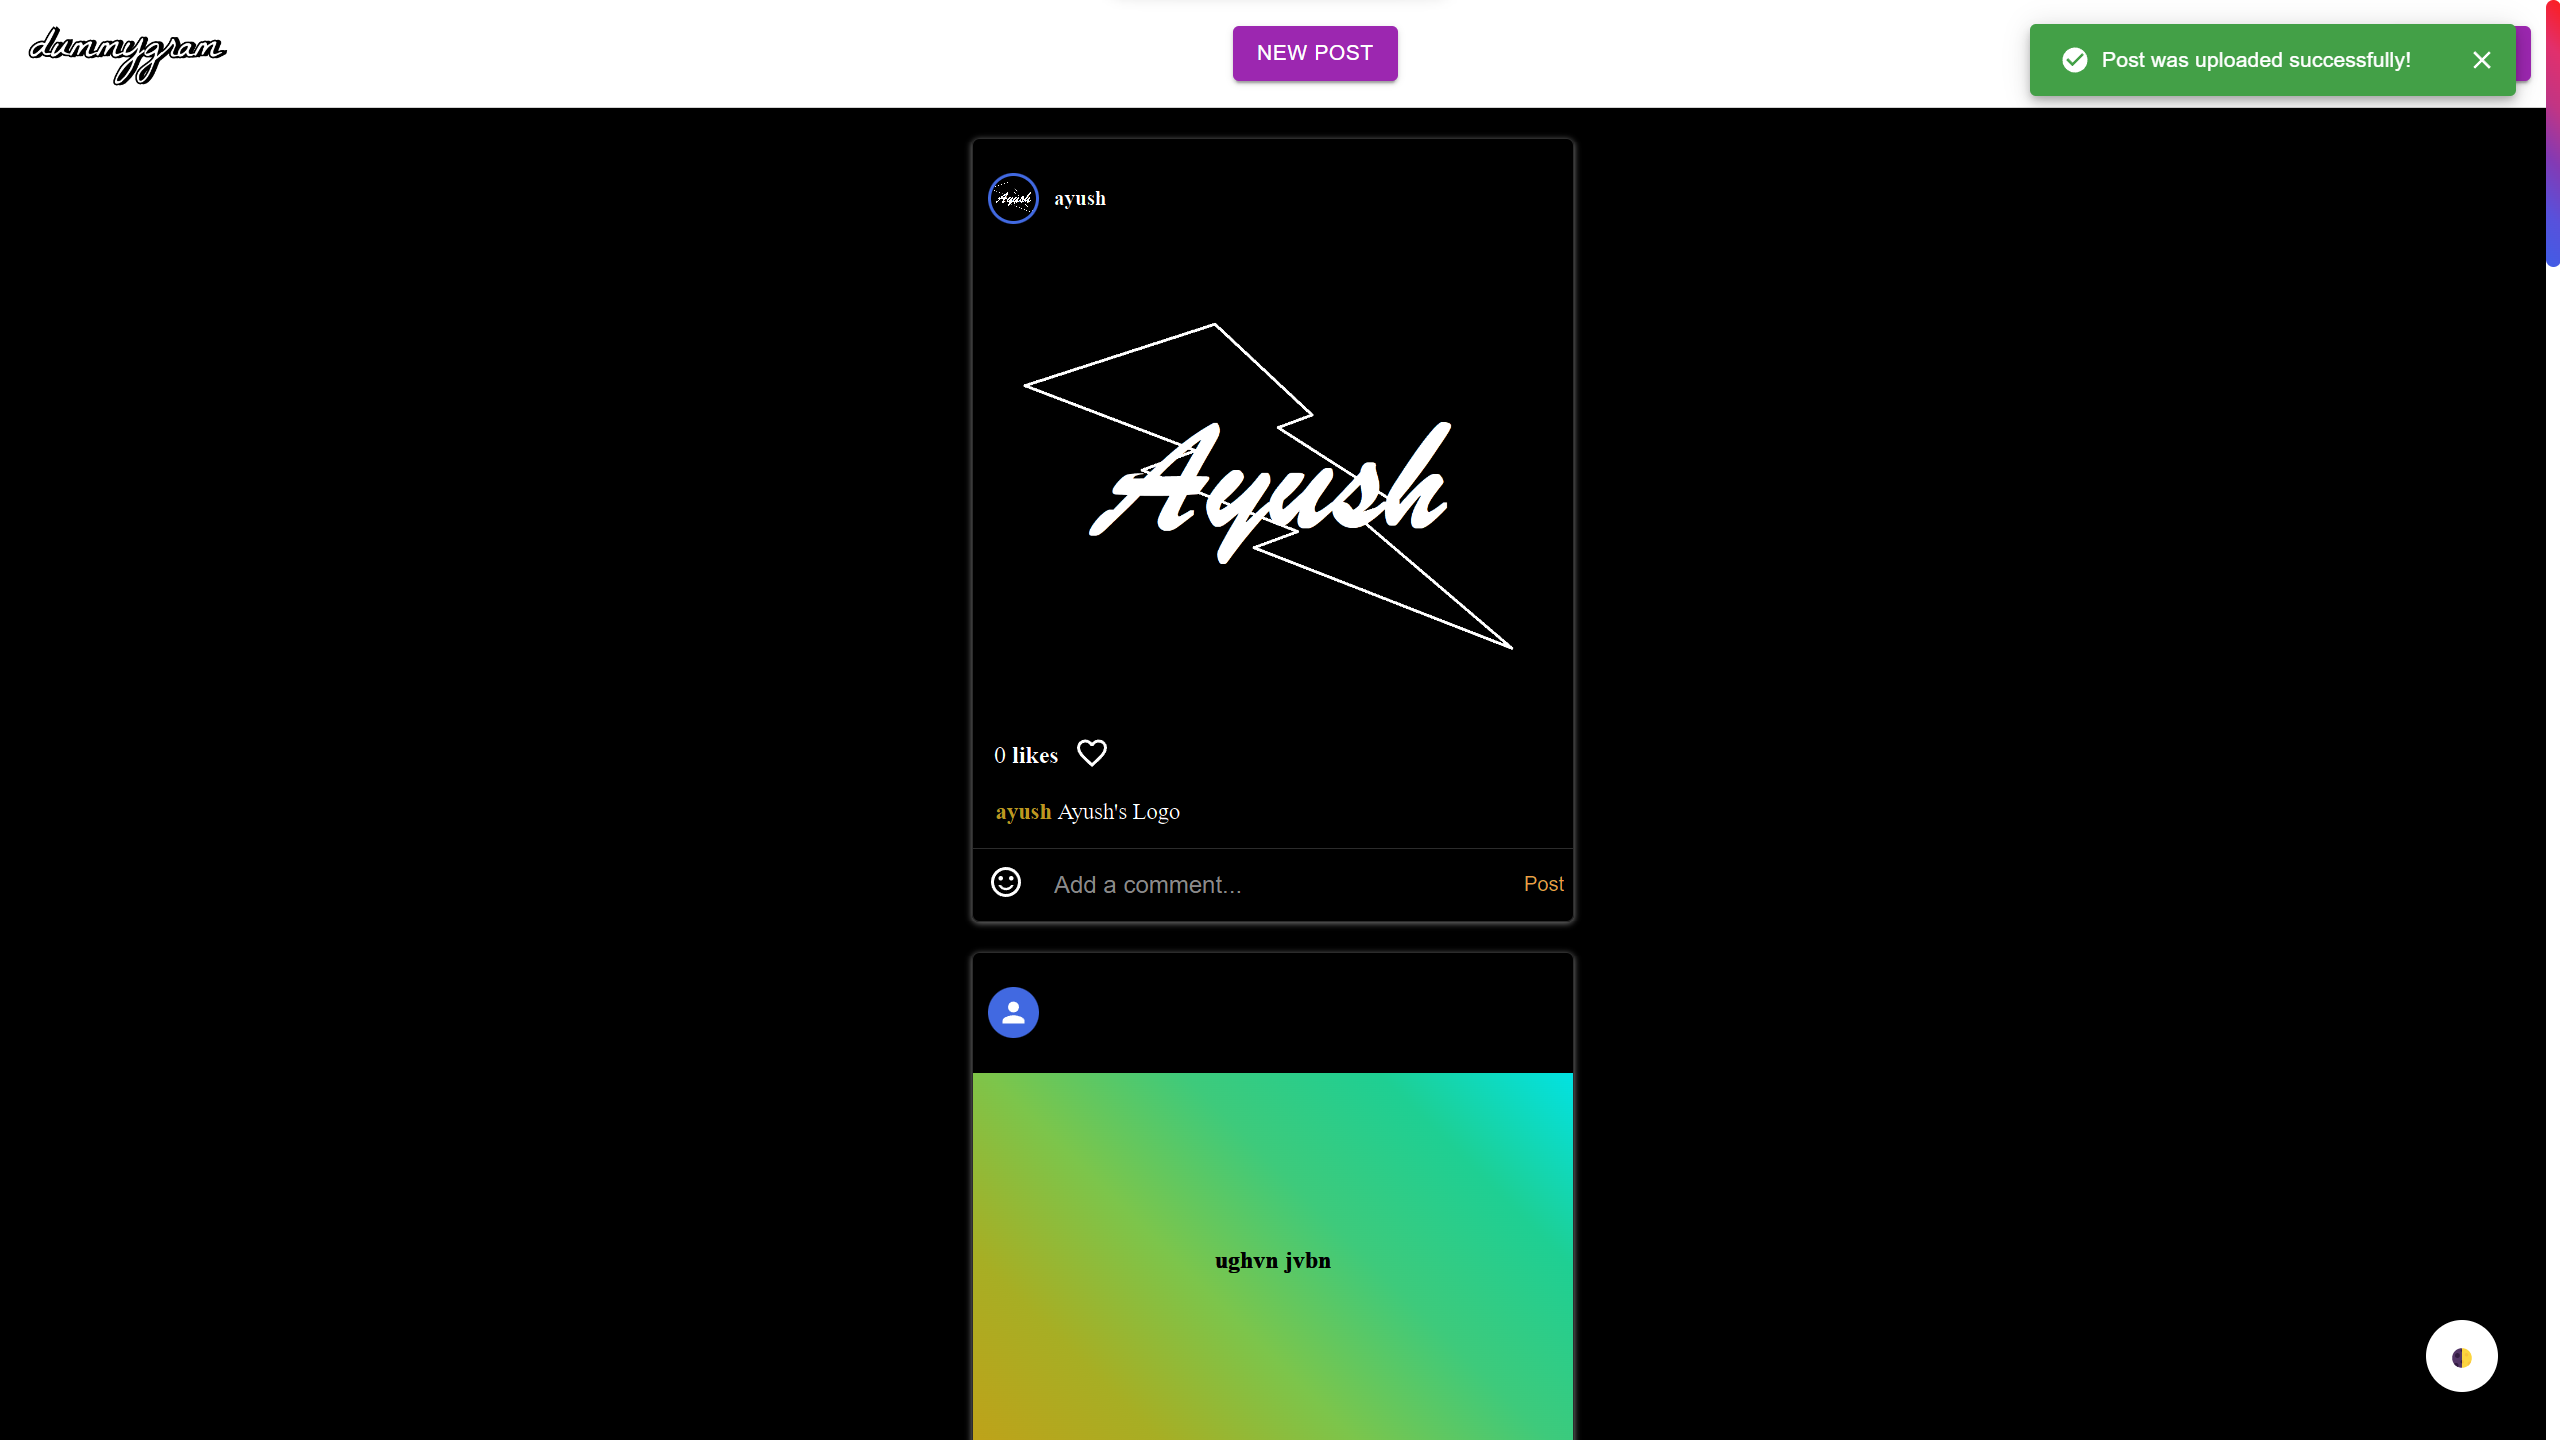 dummygram
NEW POST
Post was uploaded successfully!
Ayush
ayush
Ayush
0 likes
ayush Ayush's Logo
Add a comment...
Post
ughvn jvbn